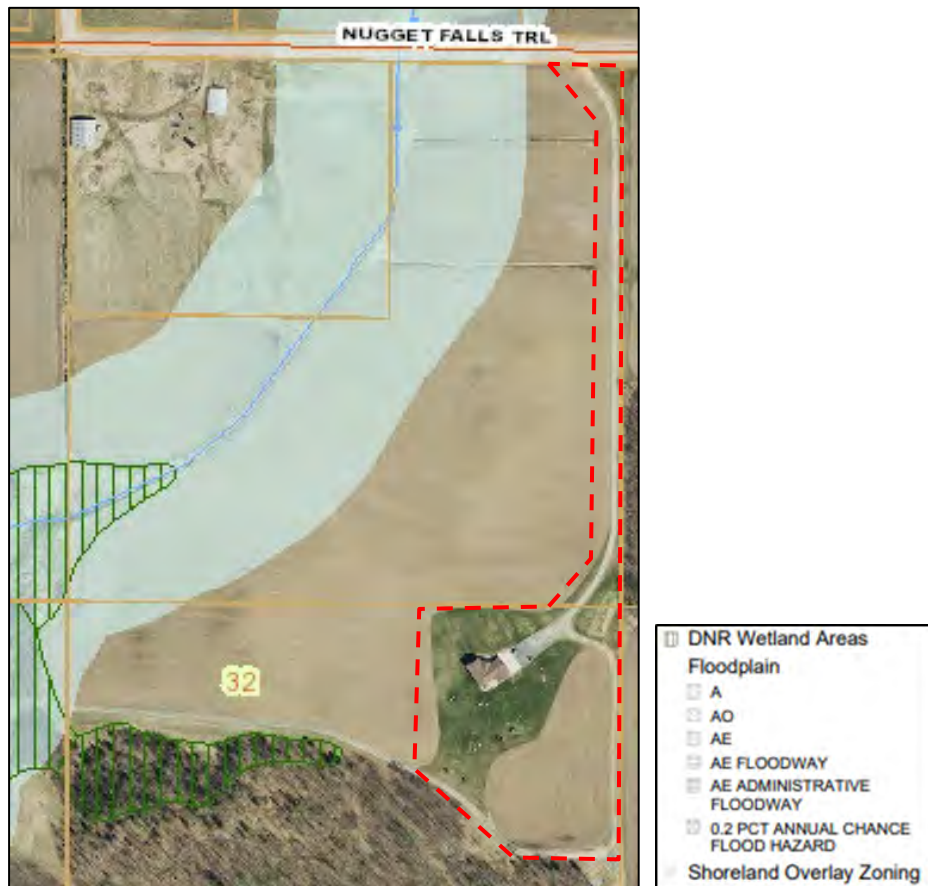 NUGGET FALLS TRL
32
DNR Wetland Areas
Floodplain
A
AO
AE
AE FLOODWAY
AE ADMINISTRATIVE
FLOODWAY
0.2 PCT ANNUAL CHANCE
FLOOD HAZARD
Shoreland Overlay Zoning